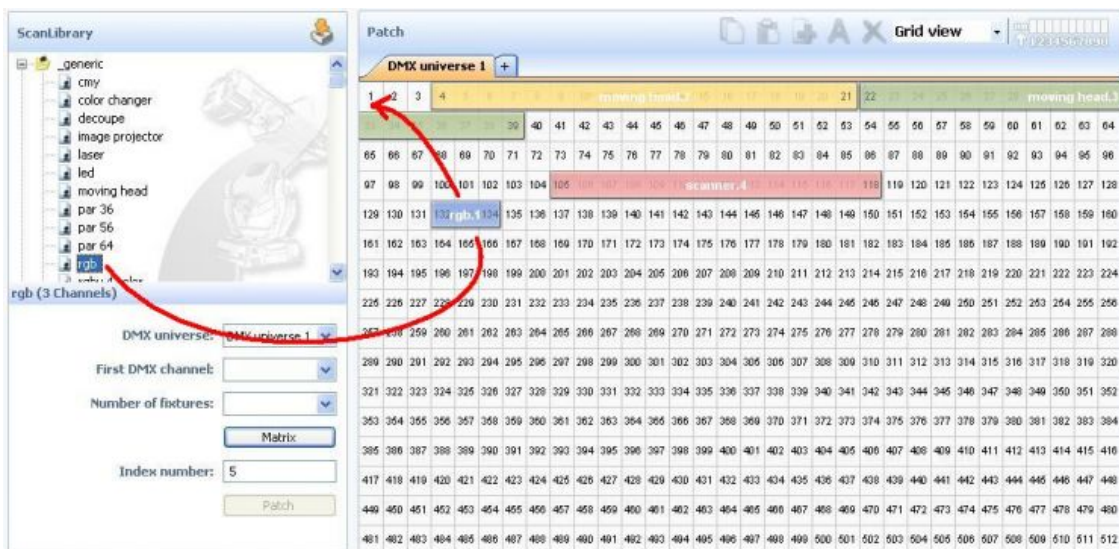 ScanLibrary
_generic
cmy
color changer
decoupe
image projector
laser
led
moving head
par 36
par 56
par 64
rgb
rgb (3 Channels)
DMX universe: DMX universe 1
First DMX channel:
Number of fixtures:
Matrix
Index number: 5
Patch
Patch
Grid view
DMX universe 1 +
1 2 3 4 moving head.2 21 22 moving head.3
39 40 41 42 43 44 45 46 47 48 49 50 51 52 53 54 55 56 57 58 59 60 61 62 63 64
65 66 67 68 69 70 71 72 73 74 75 76 77 78 79 80 81 82 83 84 85 86 87 88 89 90 91 92 93 94 95 96
97 98 99 100 101 102 103 104 105 scanner.4 118 119 120 121 122 123 124 125 126 127 128
129 130 131 132 rgb.1 134 135 136 137 138 139 140 141 142 143 144 145 146 147 148 149 150 151 152 153 154 155 156 157 158 159 160
161 162 163 164 165 166 167 168 169 170 171 172 173 174 175 176 177 178 179 180 181 182 183 184 185 186 187 188 189 190 191 192
193 194 195 196 197 198 199 200 201 202 203 204 205 206 207 208 209 210 211 212 213 214 215 216 217 218 219 220 221 222 223 224
225 226 227 228 229 230 231 232 233 234 235 236 237 238 239 240 241 242 243 244 245 246 247 248 249 250 251 252 253 254 255 256
257 258 259 260 261 262 263 264 265 266 267 268 269 270 271 272 273 274 275 276 277 278 279 280 281 282 283 284 285 286 287 288
289 290 291 292 293 294 295 296 297 298 299 300 301 302 303 304 305 306 307 308 309 310 311 312 313 314 315 316 317 318 319 320
321 322 323 324 325 326 327 328 329 330 331 332 333 334 335 336 337 338 339 340 341 342 343 344 345 346 347 348 349 350 351 352
353 354 355 356 357 358 359 360 361 362 363 364 365 366 367 368 369 370 371 372 373 374 375 376 377 378 379 380 381 382 383 384
385 386 387 388 389 390 391 392 393 394 395 396 397 398 399 400 401 402 403 404 405 406 407 408 409 410 411 412 413 414 415 416
417 418 419 420 421 422 423 424 425 426 427 428 429 430 431 432 433 434 435 436 437 438 439 440 441 442 443 444 445 446 447 448
449 450 451 452 453 454 455 456 457 458 459 460 461 462 463 464 465 466 467 468 469 470 471 472 473 474 475 476 477 478 479 480
481 482 483 484 485 486 487 488 489 490 491 492 493 494 495 496 497 498 499 500 501 502 503 504 505 506 507 508 509 510 511 512